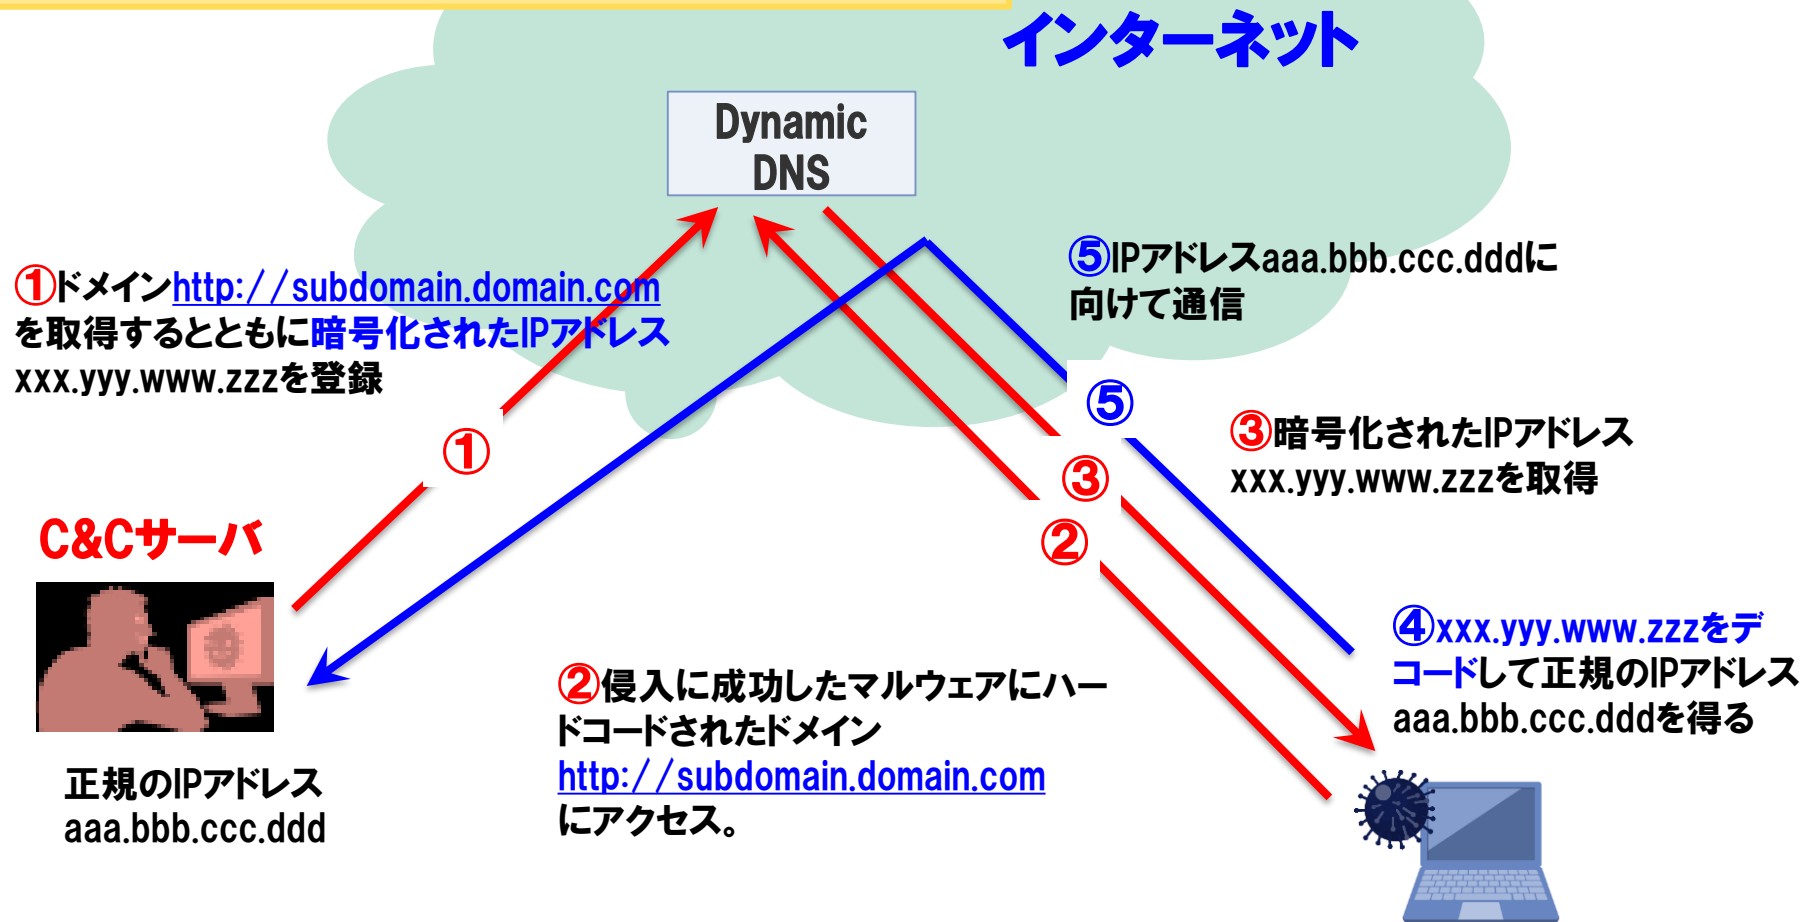 インターネット
Dynamic
DNS
①ドメインhttp://subdomain.domain.com
を取得するとともに暗号化されたIPアドレス
xxx.yyy.www.zzzを登録
⑤IPアドレスaaa.bbb.ccc.dddに
向けて通信
①
⑤
③
②
③暗号化されたIPアドレス
xxx.yyy.www.zzzを取得
C&Cサーバ
正規のIPアドレス
aaa.bbb.ccc.ddd
②侵入に成功したマルウェアにハー
ドコードされたドメイン
http://subdomain.domain.com
にアクセス。
④xxx.yyy.www.zzzをデ
コードして正規のIPアドレス
aaa.bbb.ccc.dddを得る